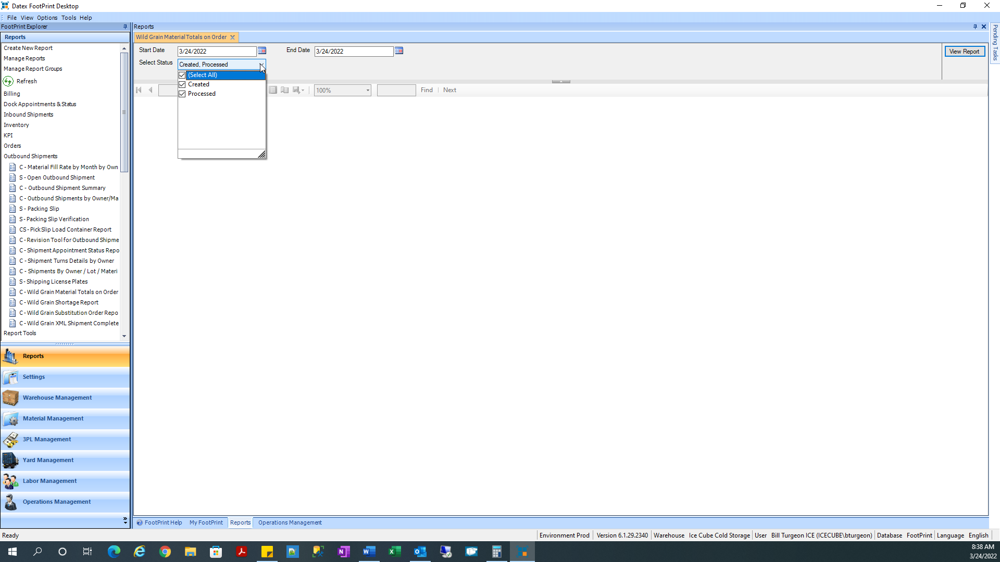 Datex FootPrint Desktop
File View Options Tools Help
FootPrint Explorer
Reports
Create New Report
Manage Reports
Manage Report Groups
Refresh
Billing
Dock Appointments & Status
Inbound Shipments
Inventory
KPI
Orders
Outbound Shipments
C - Material Fill Rate by Month by Own
S - Open Outbound Shipment
C - Outbound Shipment Summary
C - Outbound Shipments by Owner/Ma
S - Packing Slip
S - Packing Slip Verification
CS - PickSlip Load Container Report
C - Revision Tool for Outbound Shipme
C - Shipment Appointment Status Repo
C - Shipment Turns Details by Owner
C - Shipments By Owner / Lot / Materi
S - Shipping License Plates
C - Wild Grain Material Totals on Order
C - Wild Grain Shortage Report
C - Wild Grain Substitution Order Repo
C - Wild Grain XML Shipment Complete
Report Tools
Reports
Settings
Warehouse Management
Material Management
3PL Management
Yard Management
Labor Management
Operations Management
Reports
Wild Grain Material Totals on Order
Start Date 3/24/2022 End Date 3/24/2022
View Report
Select Status Created, Processed
(Select All)
Created
Processed
100% Find Next
Pending Tasks
FootPrint Help My FootPrint Reports Operations Management
Ready
Environment Prod Version 6.1.29.2340 Warehouse Ice Cube Cold Storage User Bill Turgeon ICE (ICECUBE\bturgeon) Database FootPrint Language English
8:38 AM
3/24/2022